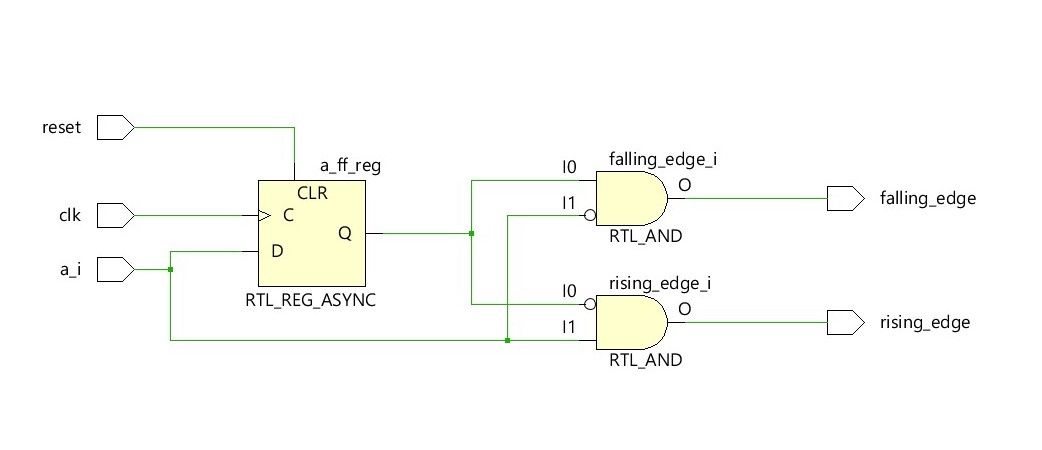 reset
a_ff_reg
CLR
clk
C
Q
a_i
D
RTL_REG_ASYNC
falling_edge_i
I0
O
I1
falling_edge
RTL_AND
rising_edge_i
I0
O
I1
rising_edge
RTL_AND